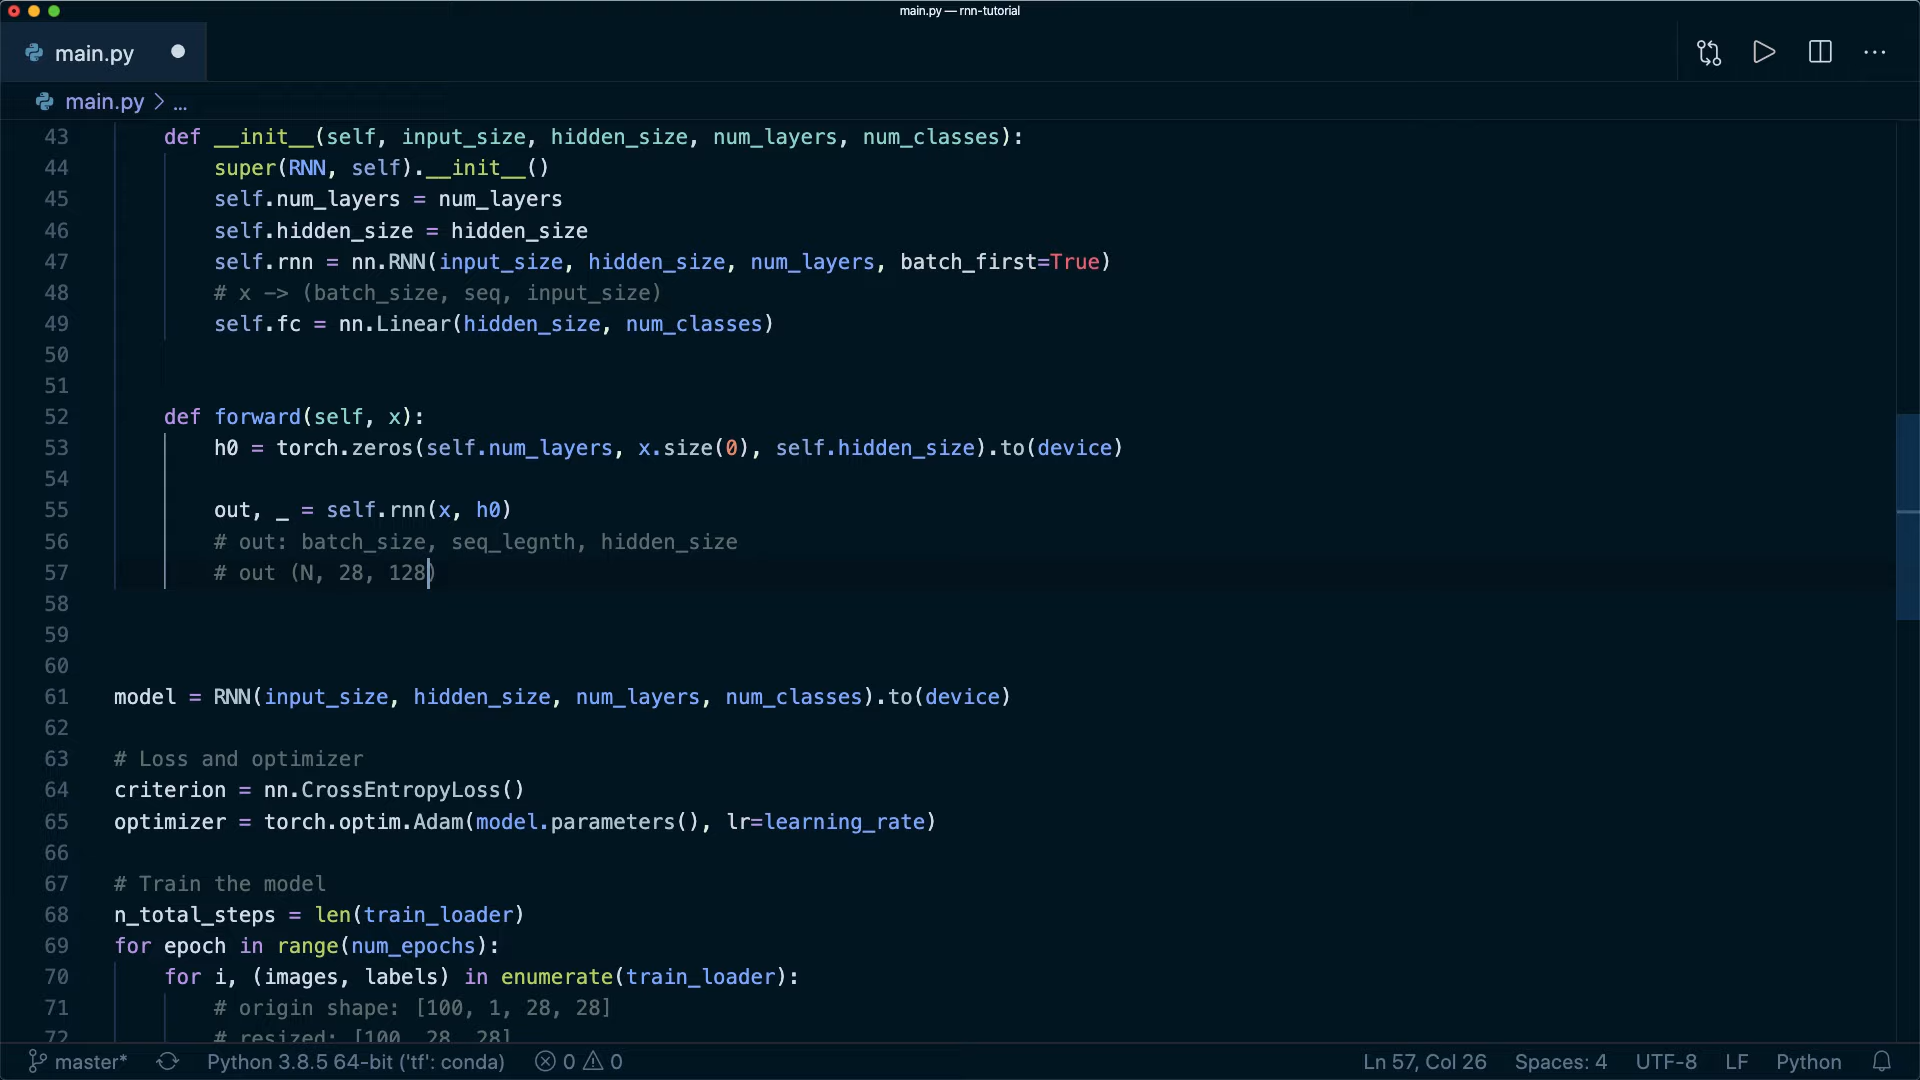 main.py — rnn-tutorial
main.py
main.py > ...
43 def __init__(self, input_size, hidden_size, num_layers, num_classes):
44 super(RNN, self).__init__()
45 self.num_layers = num_layers
46 self.hidden_size = hidden_size
47 self.rnn = nn.RNN(input_size, hidden_size, num_layers, batch_first=True)
48 # x -> (batch_size, seq, input_size)
49 self.fc = nn.Linear(hidden_size, num_classes)
50
51
52 def forward(self, x):
53 h0 = torch.zeros(self.num_layers, x.size(0), self.hidden_size).to(device)
54
55 out, _ = self.rnn(x, h0)
56 # out: batch_size, seq_legnth, hidden_size
57 # out (N, 28, 128)
58
59
60
61 model = RNN(input_size, hidden_size, num_layers, num_classes).to(device)
62
63 # Loss and optimizer
64 criterion = nn.CrossEntropyLoss()
65 optimizer = torch.optim.Adam(model.parameters(), lr=learning_rate)
66
67 # Train the model
68 n_total_steps = len(train_loader)
69 for epoch in range(num_epochs):
70 for i, (images, labels) in enumerate(train_loader):
71 # origin shape: [100, 1, 28, 28]
72 # resized: [100, 28, 28]
master* Python 3.8.5 64-bit ('tf': conda) 0 0 Ln 57, Col 26 Spaces: 4 UTF-8 LF Python